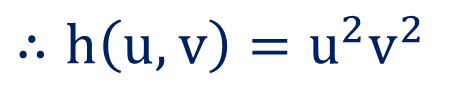 ∴ h(u, v) = u²v²